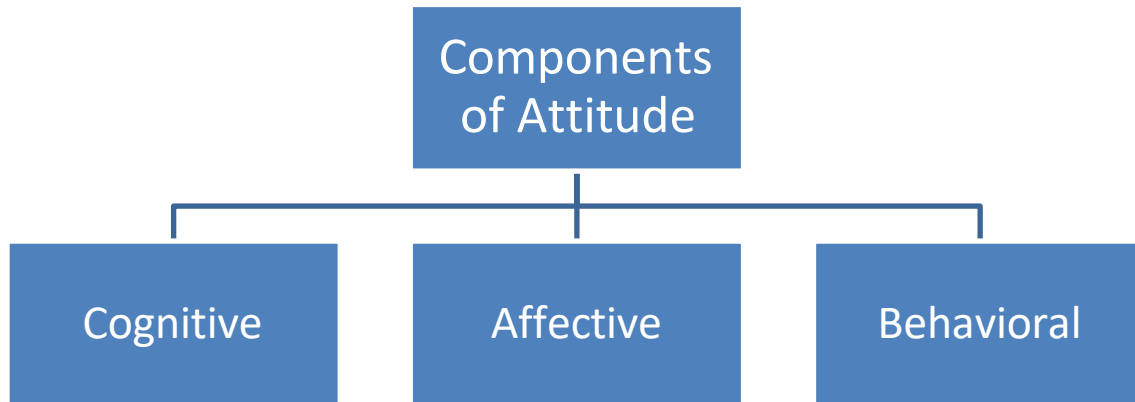 Components
of Attitude
Cognitive
Affective
Behavioral